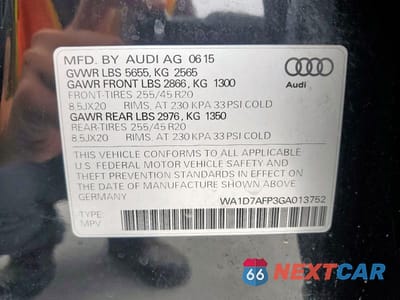 MFD. BY AUDI AG 06 15
GVWR LBS 5655, KG 2565
GAWR FRONT LBS 2866, KG 1300
FRONT-TIRES 255/45 R20
8.5JX20 RIMS, AT 230 KPA 33 PSI COLD
GAWR REAR LBS 2976, KG 1350
REAR-TIRES 255/45 R20
8.5JX20 RIMS, AT 230 KPA 33 PSI COLD
Audi
THIS VEHICLE CONFORMS TO ALL APPLICABLE
U.S. FEDERAL MOTOR VEHICLE SAFETY AND
THEFT PREVENTION STANDARDS IN EFFECT ON
THE DATE OF MANUFACTURE SHOWN ABOVE
GERMANY
WA1D7AFP3GA013752
TYPE:
MPV
66 NEXTCAR